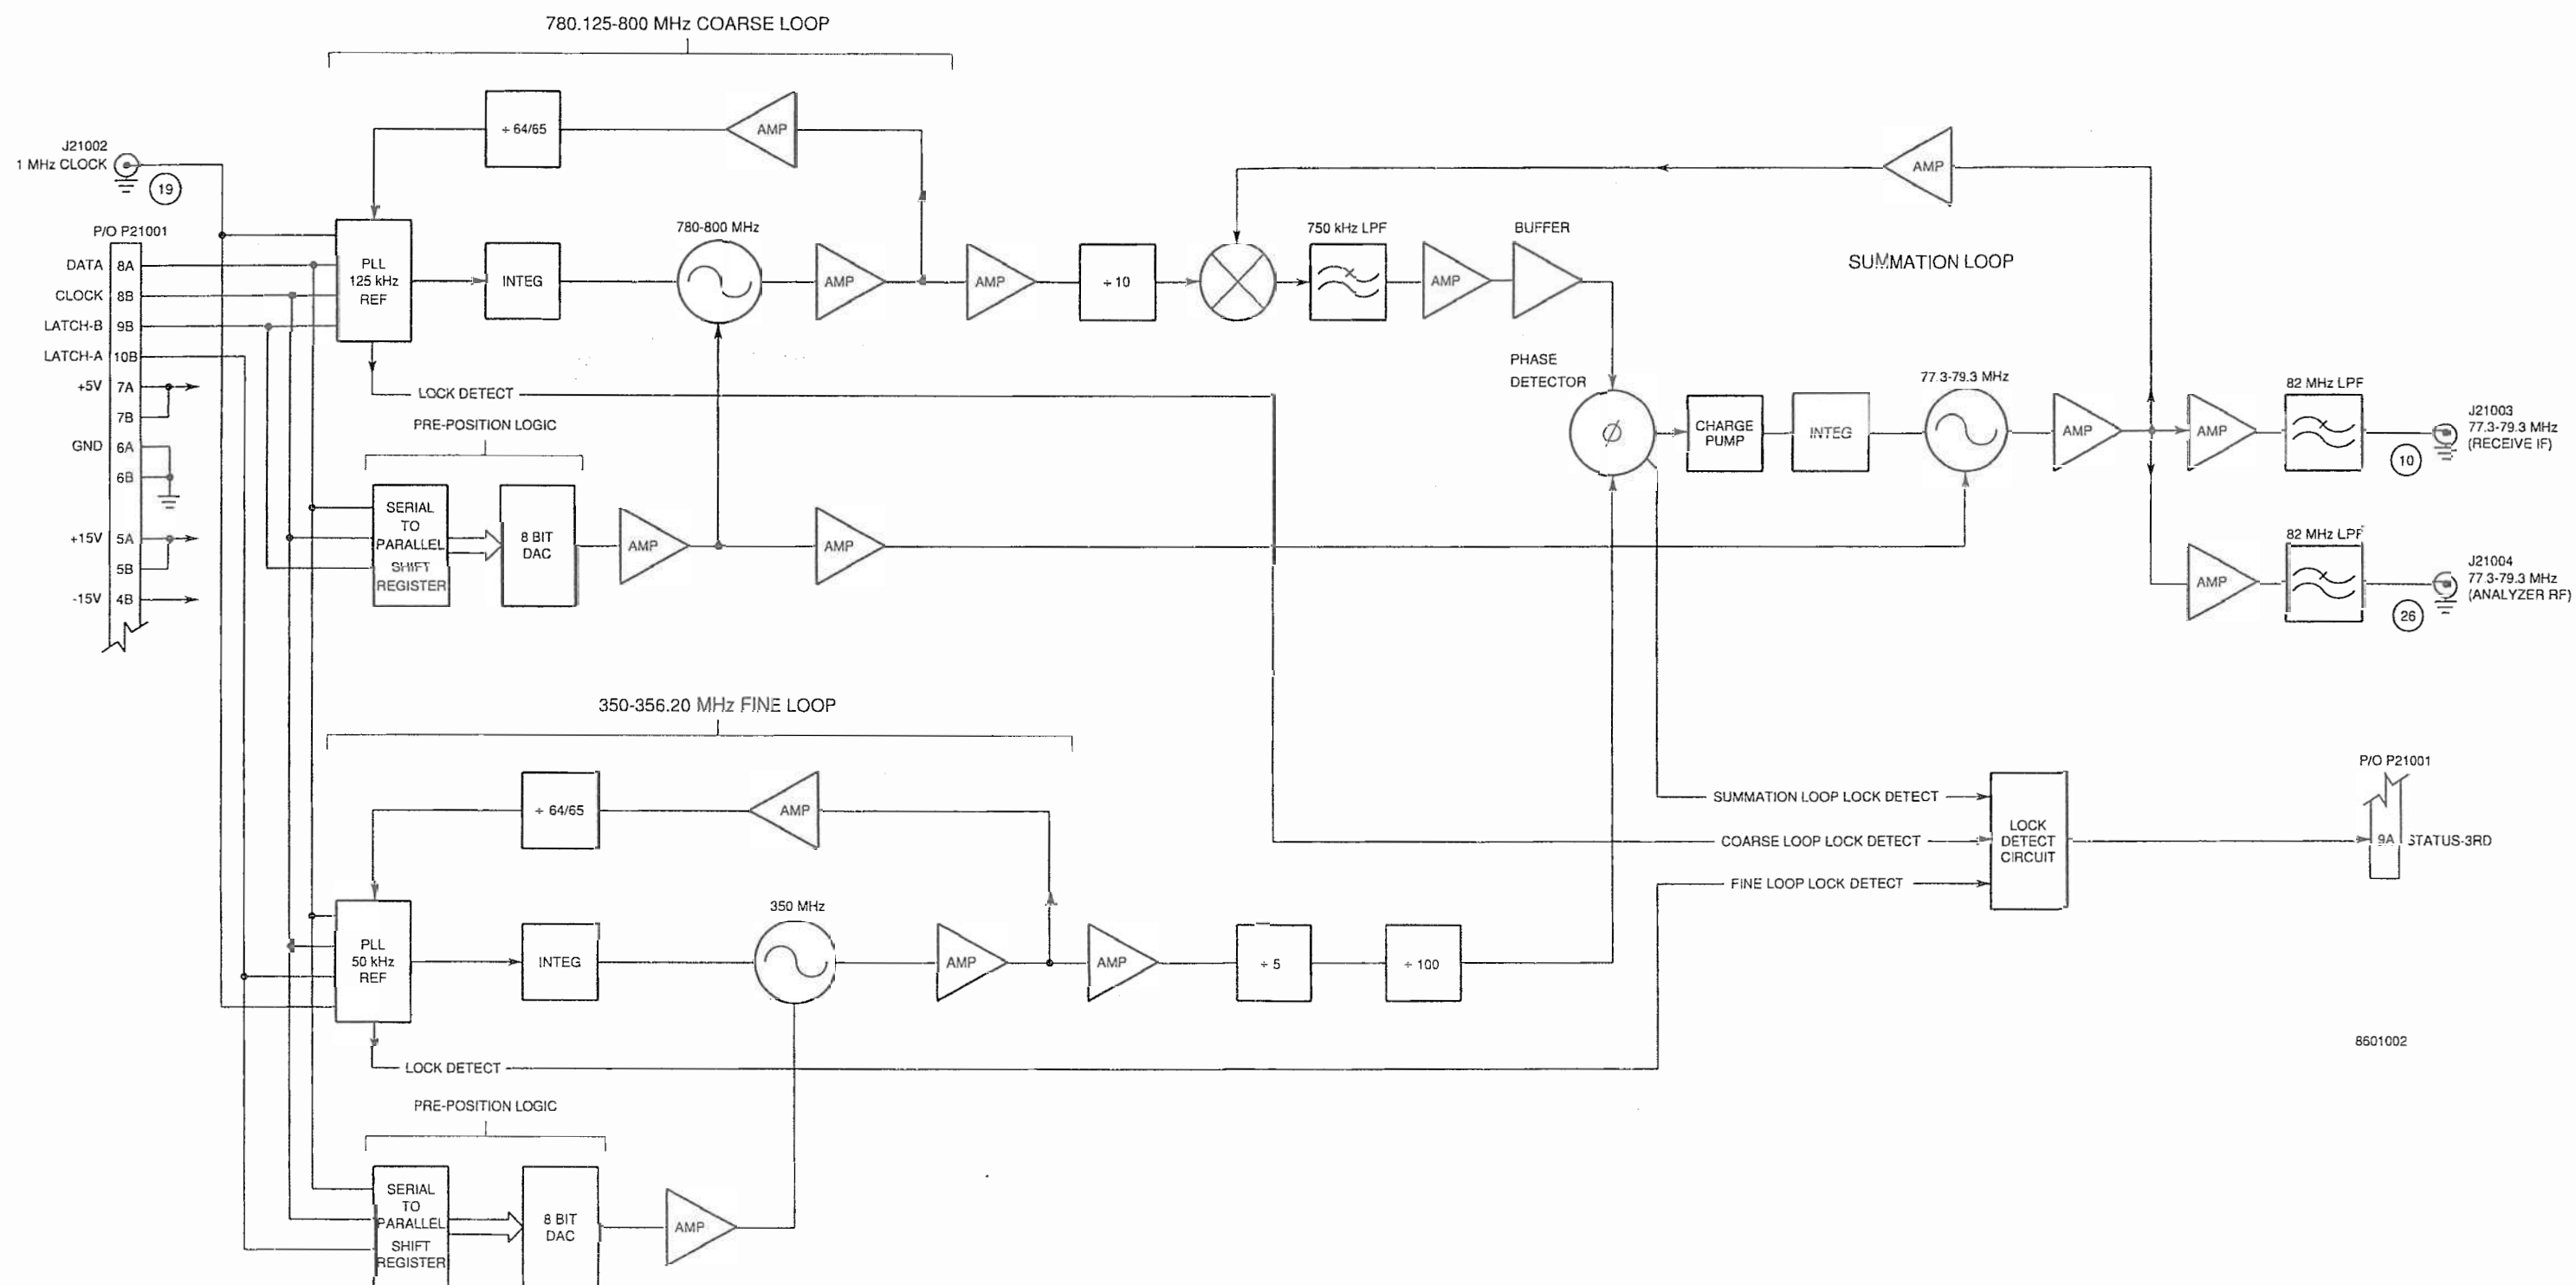 780.125-800 MHz COARSE LOOP
÷ 64/65
AMP
AMP
J21002
1 MHz CLOCK
19
P/O P21001
DATA 8A
CLOCK 8B
LATCH-B 9B
LATCH-A 10B
+5V 7A
7B
GND 6A
6B
+15V 5A
5B
-15V 4B
PLL
125 kHz
REF
INTEG
780-800 MHz
AMP
AMP
÷ 10
750 kHz LPF
AMP
BUFFER
SUMMATION LOOP
LOCK DETECT
PRE-POSITION LOGIC
SERIAL
TO
PARALLEL
SHIFT
REGISTER
8 BIT
DAC
AMP
AMP
PHASE
DETECTOR
Ø
CHARGE
PUMP
INTEG
77.3-79.3 MHz
AMP
AMP
82 MHz LPF
J21003
77.3-79.3 MHz
(RECEIVE IF)
10
AMP
82 MHz LPF
J21004
77.3-79.3 MHz
(ANALYZER RF)
26
350-356.20 MHz FINE LOOP
÷ 64/65
AMP
PLL
50 kHz
REF
INTEG
350 MHz
AMP
AMP
÷ 5
÷ 100
LOCK DETECT
PRE-POSITION LOGIC
SERIAL
TO
PARALLEL
SHIFT
REGISTER
8 BIT
DAC
AMP
SUMMATION LOOP LOCK DETECT
COARSE LOOP LOCK DETECT
FINE LOOP LOCK DETECT
LOCK
DETECT
CIRCUIT
P/O P21001
9A STATUS-3RD
8601002